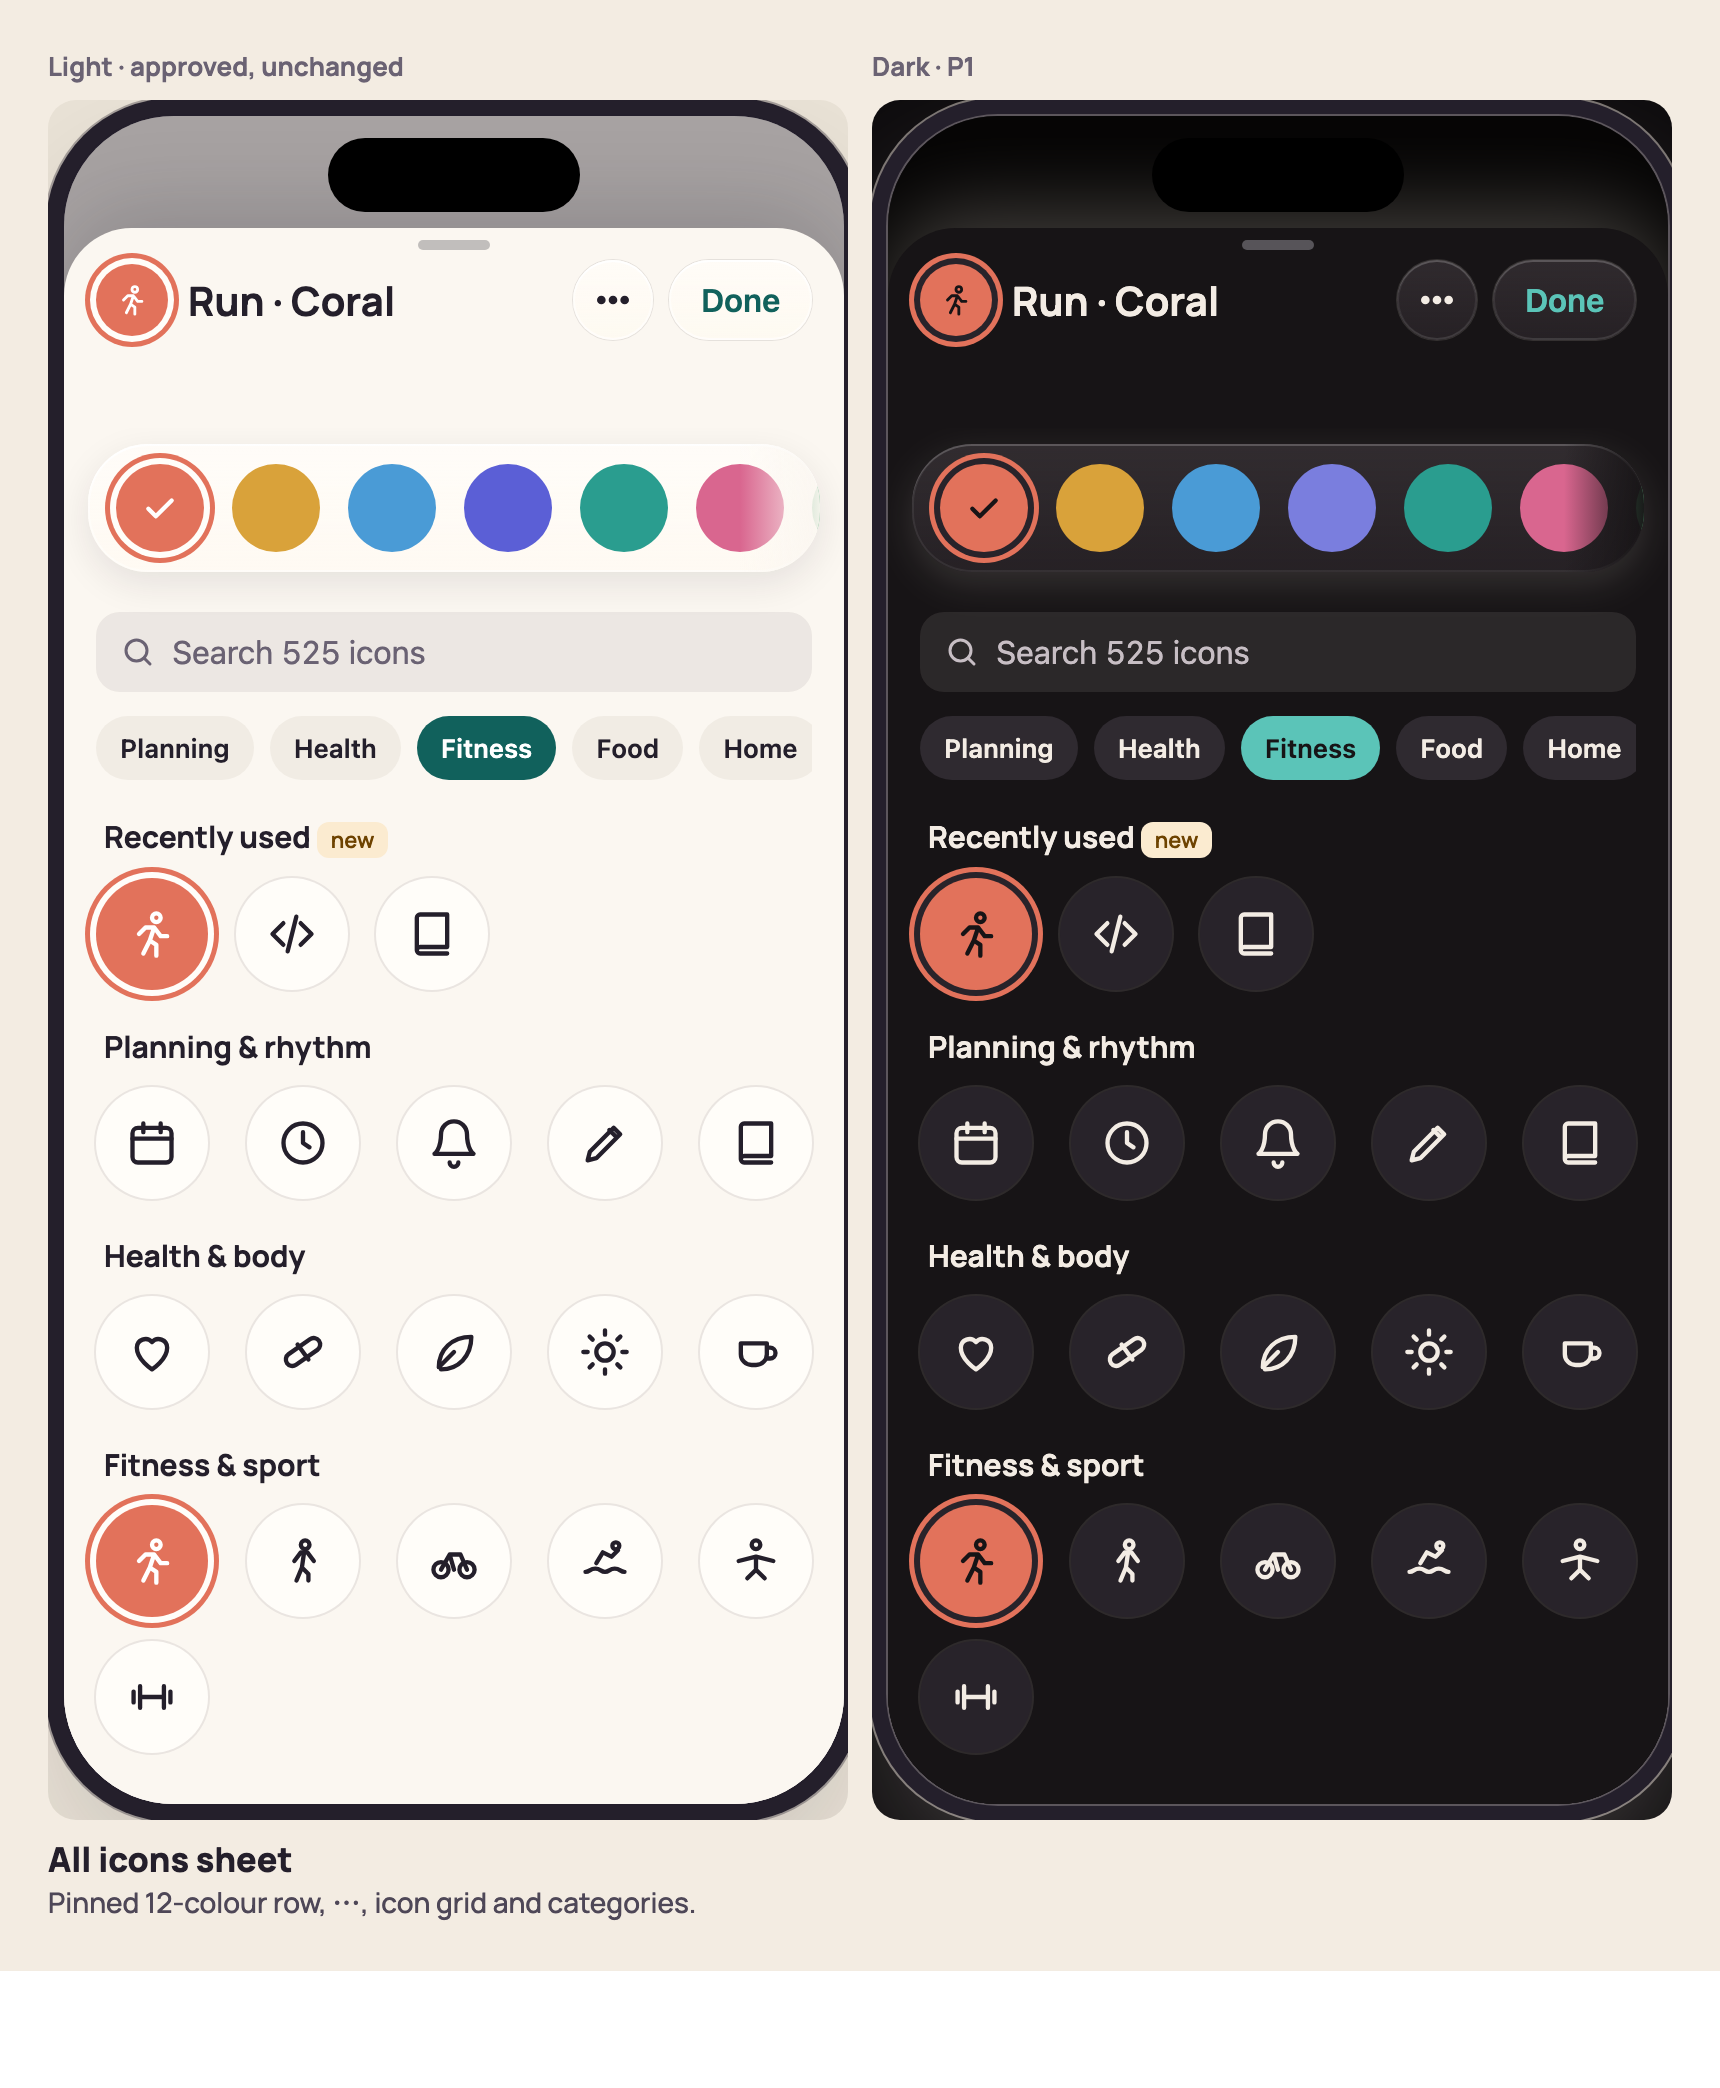 Light · approved, unchanged
Run · Coral
Done
Search 525 icons
Planning Health Fitness Food Home
Recently used new
Planning & rhythm
Health & body
Fitness & sport
Dark · P1
Run · Coral
Done
Search 525 icons
Planning Health Fitness Food Home
Recently used new
Planning & rhythm
Health & body
Fitness & sport
All icons sheet
Pinned 12-colour row, ···, icon grid and categories.